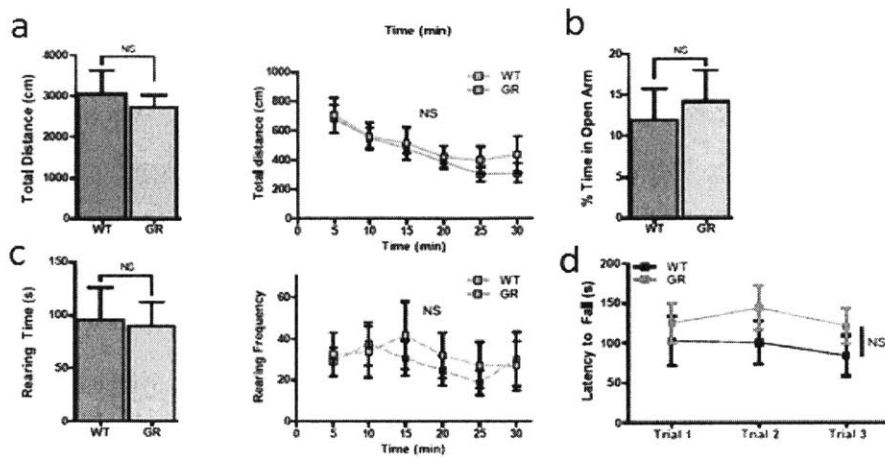 a
NS
4000
3000
2000
1000
0
Total Distance (cm)
WT GR
Time (min)
WT
GR
NS
1000
800
600
400
200
0
Total distance (cm)
0 5 10 15 20 25 30
Time (min)
b
NS
20
15
10
5
0
% Time in Open Arm
WT GR
c
NS
150
100
50
0
Rearing Time (s)
WT GR
WT
GR
NS
60
40
20
0
Rearing Frequency
0 5 10 15 20 25 30
Time (min)
d
WT
GR
200
150
100
50
0
Latency to Fall (s)
NS
Trial 1 Trial 2 Trial 3